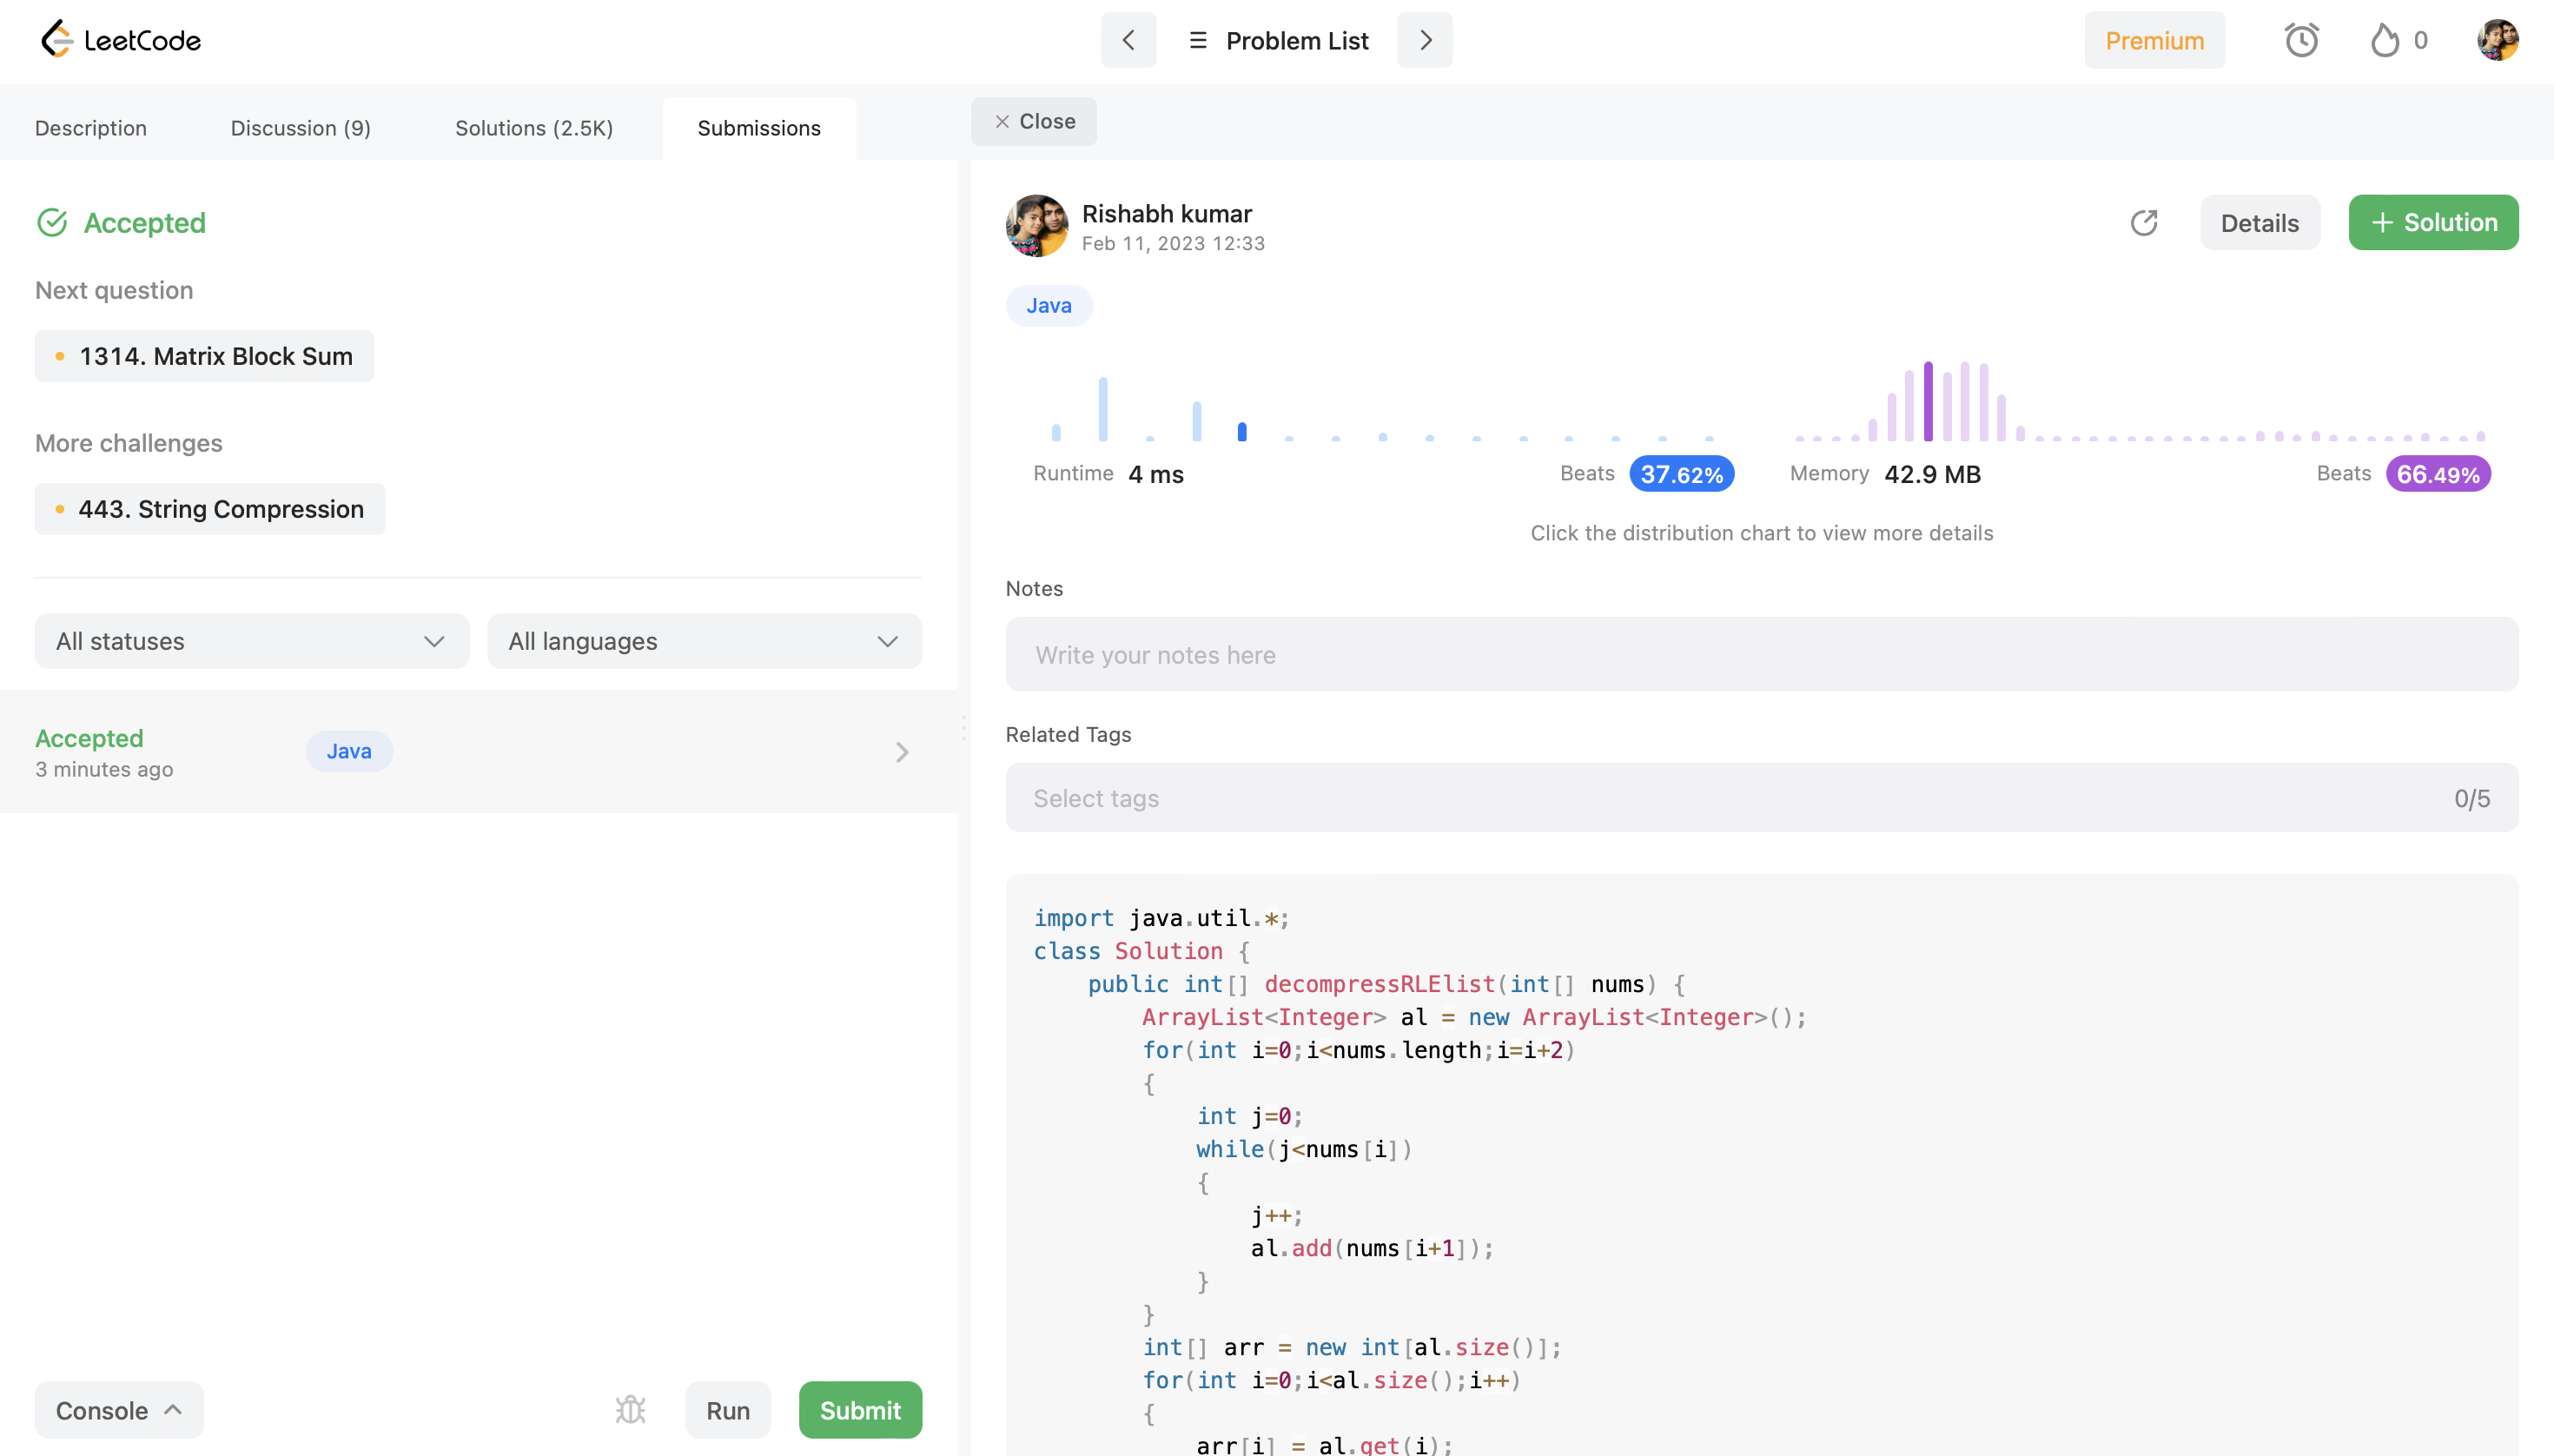 LeetCode
Problem List
Premium
0
Description
Discussion (9)
Solutions (2.5K)
Submissions
Close
Accepted
Next question
1314. Matrix Block Sum
More challenges
443. String Compression
All statuses
All languages
Accepted
3 minutes ago
Java
Console
Run
Submit
Rishabh kumar
Feb 11, 2023 12:33
Details
Solution
Java
Runtime 4 ms
Beats 37.62%
Memory 42.9 MB
Beats 66.49%
Click the distribution chart to view more details
Notes
Write your notes here
Related Tags
Select tags
0/5
import java.util.*;
class Solution {
    public int[] decompressRLElist(int[] nums) {
        ArrayList<Integer> al = new ArrayList<Integer>();
        for(int i=0;i<nums.length;i=i+2)
        {
            int j=0;
            while(j<nums[i])
            {
                j++;
                al.add(nums[i+1]);
            }
        }
        int[] arr = new int[al.size()];
        for(int i=0;i<al.size();i++)
        {
            arr[i] = al.get(i);